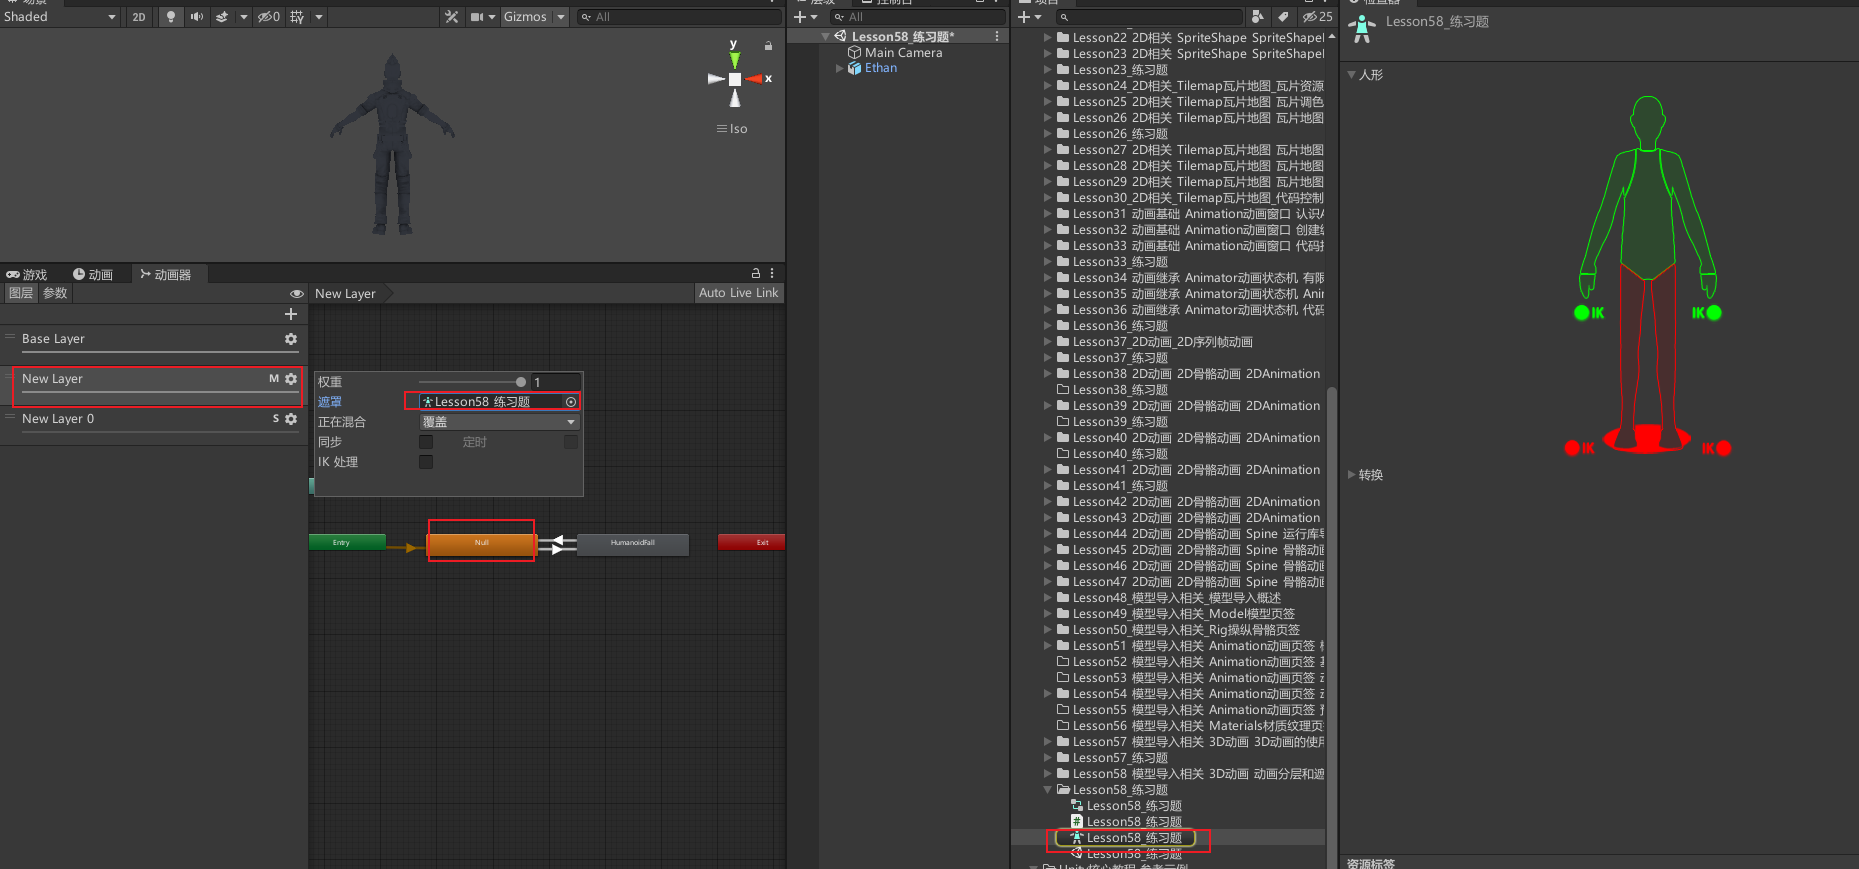 Shaded
2D
0
Gizmos
All
y
x
Iso
游戏
动画
动画器
图层
参数
New Layer
Auto Live Link
Base Layer
New Layer
M
New Layer 0
S
权重
1
遮罩
Lesson58_练习题
正在混合
覆盖
同步
定时
IK 处理
Entry
Null
HumanoidFall
Exit
All
Lesson58_练习题*
Main Camera
Ethan
25
Lesson22_2D相关_SpriteShape_SpriteShapeI
Lesson23_2D相关_SpriteShape_SpriteShapeI
Lesson23_练习题
Lesson24_2D相关_Tilemap瓦片地图_瓦片资源
Lesson25_2D相关_Tilemap瓦片地图_瓦片调色
Lesson26_2D相关_Tilemap瓦片地图_瓦片地图
Lesson26_练习题
Lesson27_2D相关_Tilemap瓦片地图_瓦片地图
Lesson28_2D相关_Tilemap瓦片地图_瓦片地图
Lesson29_2D相关_Tilemap瓦片地图_瓦片地图
Lesson30_2D相关_Tilemap瓦片地图_代码控制
Lesson31_动画基础_Animation动画窗口_认识A
Lesson32_动画基础_Animation动画窗口_创建
Lesson33_动画基础_Animation动画窗口_代码
Lesson33_练习题
Lesson34_动画继承_Animator动画状态机_有限
Lesson35_动画继承_Animator动画状态机_Ani
Lesson36_动画继承_Animator动画状态机_代码
Lesson36_练习题
Lesson37_2D动画_2D序列帧动画
Lesson37_练习题
Lesson38_2D动画_2D骨骼动画_2DAnimation
Lesson38_练习题
Lesson39_2D动画_2D骨骼动画_2DAnimation
Lesson39_练习题
Lesson40_2D动画_2D骨骼动画_2DAnimation
Lesson40_练习题
Lesson41_2D动画_2D骨骼动画_2DAnimation
Lesson41_练习题
Lesson42_2D动画_2D骨骼动画_2DAnimation
Lesson43_2D动画_2D骨骼动画_2DAnimation
Lesson44_2D动画_2D骨骼动画_Spine_运行库
Lesson45_2D动画_2D骨骼动画_Spine_骨骼动
Lesson46_2D动画_2D骨骼动画_Spine_骨骼动
Lesson47_2D动画_2D骨骼动画_Spine_骨骼动
Lesson48_模型导入相关_模型导入概述
Lesson49_模型导入相关_Model模型页签
Lesson50_模型导入相关_Rig操纵骨骼页签
Lesson51_模型导入相关_Animation动画页签
Lesson52_模型导入相关_Animation动画页签
Lesson53_模型导入相关_Animation动画页签
Lesson54_模型导入相关_Animation动画页签
Lesson55_模型导入相关_Animation动画页签
Lesson56_模型导入相关_Materials材质纹理页
Lesson57_模型导入相关_3D动画_3D动画的使用
Lesson57_练习题
Lesson58_模型导入相关_3D动画_动画分层和遮
Lesson58_练习题
Lesson58_练习题
Lesson58_练习题
Lesson58_练习题
Lesson58_练习题
Lesson58_练习题
人形
IK
IK
IK
IK
转换
资源标签